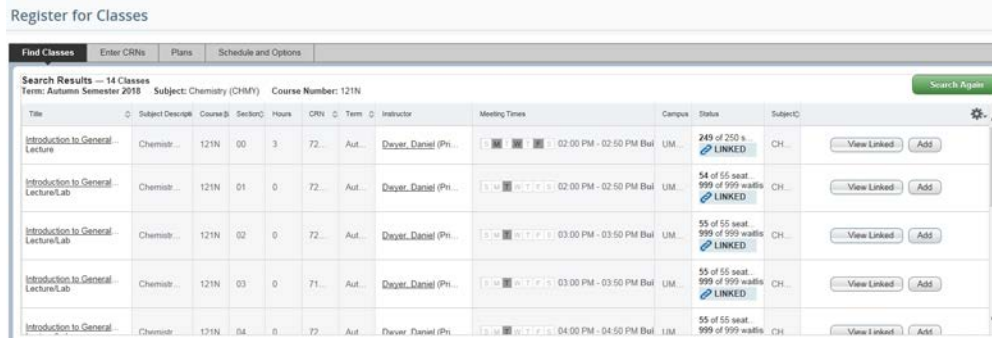 Register for Classes
Find Classes Enter CRNs Plans Schedule and Options
Search Results — 14 Classes
Term: Autumn Semester 2018 Subject: Chemistry (CHMY) Course Number: 121N
Search Again
Title Subject Descripti Course Section Hours CRN Term Instructor Meeting Times Campus Status Subject
Introduction to General...
Lecture
Chemistr... 121N 00 3 72... Aut... Dwyer, Daniel (Pri... S M T W T F S 02:00 PM - 02:50 PM Bui UM...
249 of 250 s...
LINKED
CH... View Linked Add
Introduction to General...
Lecture/Lab
Chemistr... 121N 01 0 72... Aut... Dwyer, Daniel (Pri... S M T W T F S 02:00 PM - 02:50 PM Bui UM...
54 of 55 seat...
999 of 999 waitlis
LINKED
CH... View Linked Add
Introduction to General...
Lecture/Lab
Chemistr... 121N 02 0 72... Aut... Dwyer, Daniel (Pri... S M T W T F S 03:00 PM - 03:50 PM Bui UM...
55 of 55 seat...
999 of 999 waitlis
LINKED
CH... View Linked Add
Introduction to General...
Lecture/Lab
Chemistr... 121N 03 0 71... Aut... Dwyer, Daniel (Pri... S M T W T F S 03:00 PM - 03:50 PM Bui UM...
55 of 55 seat...
999 of 999 waitlis
LINKED
CH... View Linked Add
Introduction to General...
Lecture/Lab
Chemistr... 121N 04 0 72... Aut... Dwyer, Daniel (Pri... S M T W T F S 04:00 PM - 04:50 PM Bui UM...
55 of 55 seat...
999 of 999 waitlis
CH... View Linked Add